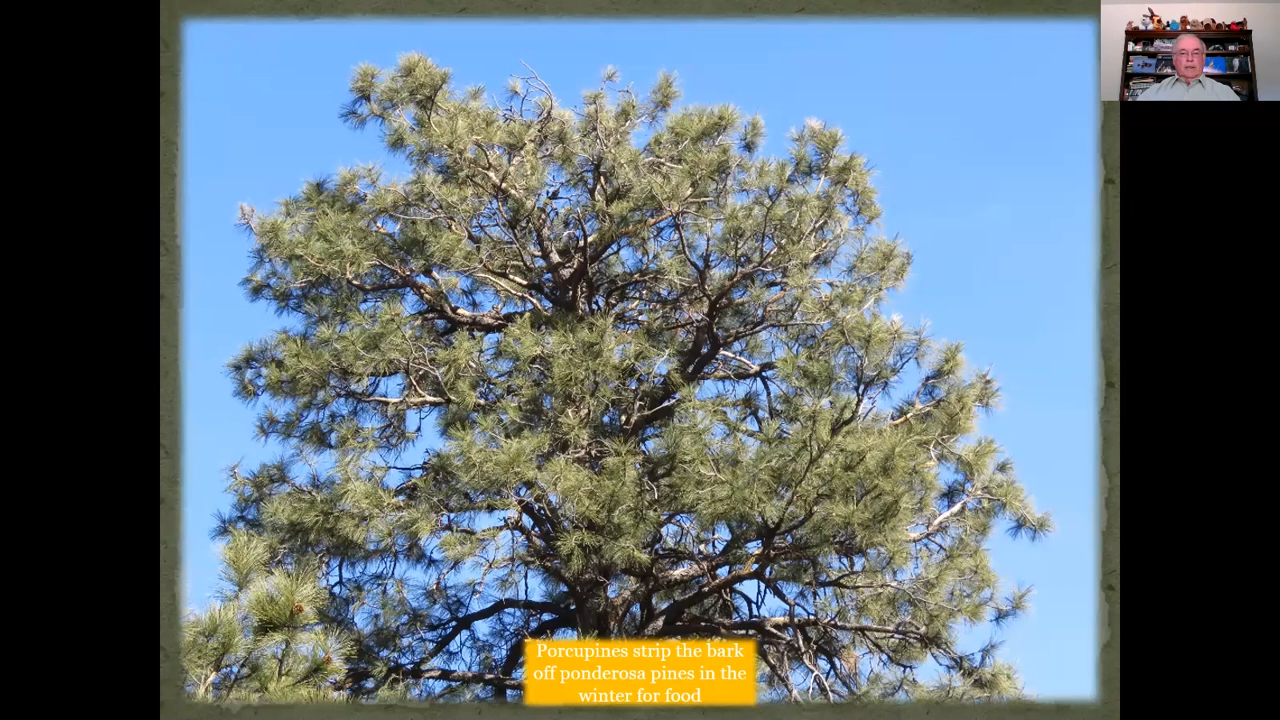 Porcupines strip the bark
off ponderosa pines in the
winter for food